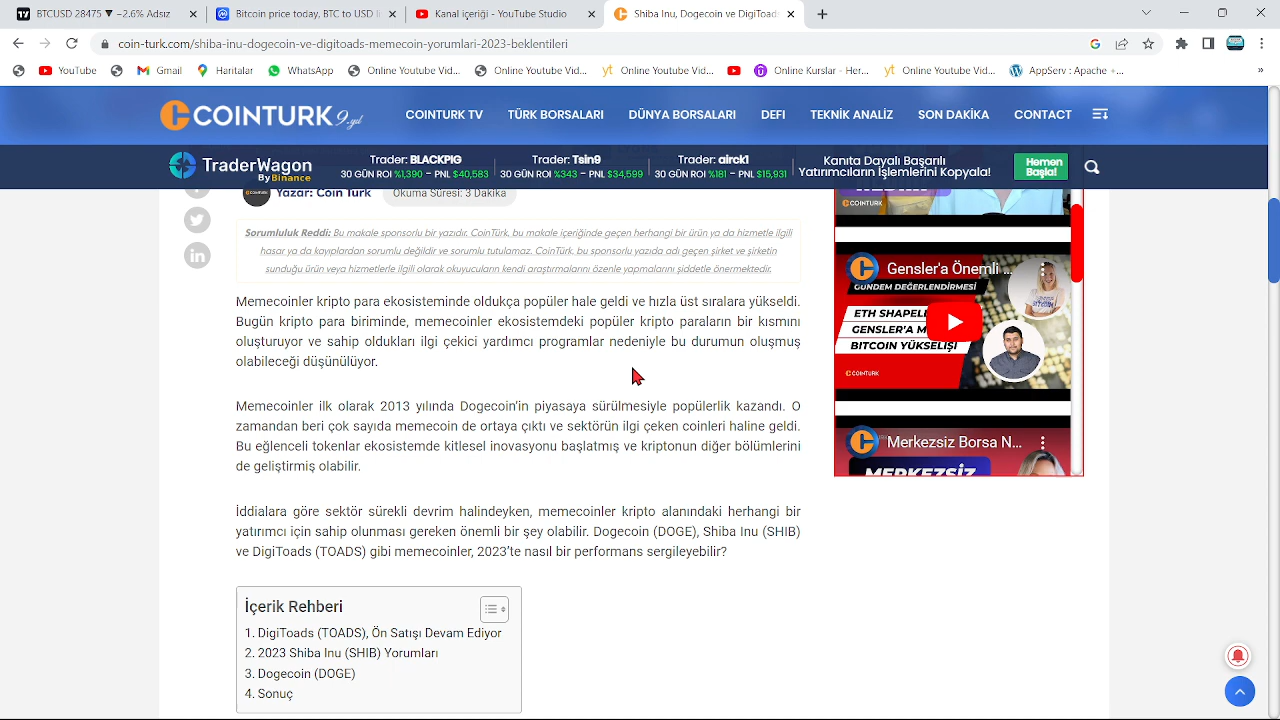 BTCUSD 28475 ▼ −2.6% Adsız
Bitcoin price today, BTC to USD li
Kanal içeriği - YouTube Studio
Shiba Inu, Dogecoin ve DigiToads
coin-turk.com/shiba-inu-dogecoin-ve-digitoads-memecoin-yorumlari-2023-beklentileri
YouTube
Gmail
Haritalar
WhatsApp
Online Youtube Vid...
Online Youtube Vid...
Online Youtube Vid...
Online Kurslar - Her...
Online Youtube Vid...
AppServ : Apache +...
»
COINTURK 9.yıl
COINTURK TV
TÜRK BORSALARI
DÜNYA BORSALARI
DEFI
TEKNİK ANALİZ
SON DAKİKA
CONTACT
TraderWagon
By Binance
Trader: BLACKPIG
30 GÜN ROI %1,390 – PNL $40,583
Trader: Tsin9
30 GÜN ROI %343 – PNL $34,599
Trader: airck1
30 GÜN ROI %181 – PNL $15,931
Kanıta Dayalı Başarılı
Yatırımcıların İşlemlerini Kopyala!
Hemen
Başla!
Yazar: Coin Turk
Okuma Süresi: 3 Dakika
Sorumluluk Reddi: Bu makale sponsorlu bir yazıdır. CoinTürk, bu makale içeriğinde geçen herhangi bir ürün ya da hizmetle ilgili
hasar ya da kayıplardan sorumlu değildir ve sorumlu tutulamaz. CoinTürk, bu sponsorlu yazıda adı geçen şirket ve şirketin
sunduğu ürün veya hizmetlerle ilgili olarak okuyucuların kendi araştırmalarını özenle yapmalarını şiddetle önermektedir.
Memecoinler kripto para ekosisteminde oldukça popüler hale geldi ve hızla üst sıralara yükseldi.
Bugün kripto para biriminde, memecoinler ekosistemdeki popüler kripto paraların bir kısmını
oluşturuyor ve sahip oldukları ilgi çekici yardımcı programlar nedeniyle bu durumun oluşmuş
olabileceği düşünülüyor.
Memecoinler ilk olarak 2013 yılında Dogecoin'in piyasaya sürülmesiyle popülerlik kazandı. O
zamandan beri çok sayıda memecoin de ortaya çıktı ve sektörün ilgi çeken coinleri haline geldi.
Bu eğlenceli tokenlar ekosistemde kitlesel inovasyonu başlatmış ve kriptonun diğer bölümlerini
de geliştirmiş olabilir.
İddialara göre sektör sürekli devrim halindeyken, memecoinler kripto alanındaki herhangi bir
yatırımcı için sahip olunması gereken önemli bir şey olabilir. Dogecoin (DOGE), Shiba Inu (SHIB)
ve DigiToads (TOADS) gibi memecoinler, 2023'te nasıl bir performans sergileyebilir?
İçerik Rehberi
1. DigiToads (TOADS), Ön Satışı Devam Ediyor
2. 2023 Shiba Inu (SHIB) Yorumları
3. Dogecoin (DOGE)
4. Sonuç
COINTURK
Gensler'a Önemli ...
GÜNDEM DEĞERLENDİRMESİ
ETH SHAPELL
GENSLER'A M
BITCOIN YÜKSELİŞİ
COINTURK
Merkezsiz Borsa N...
MERKEZSİZ